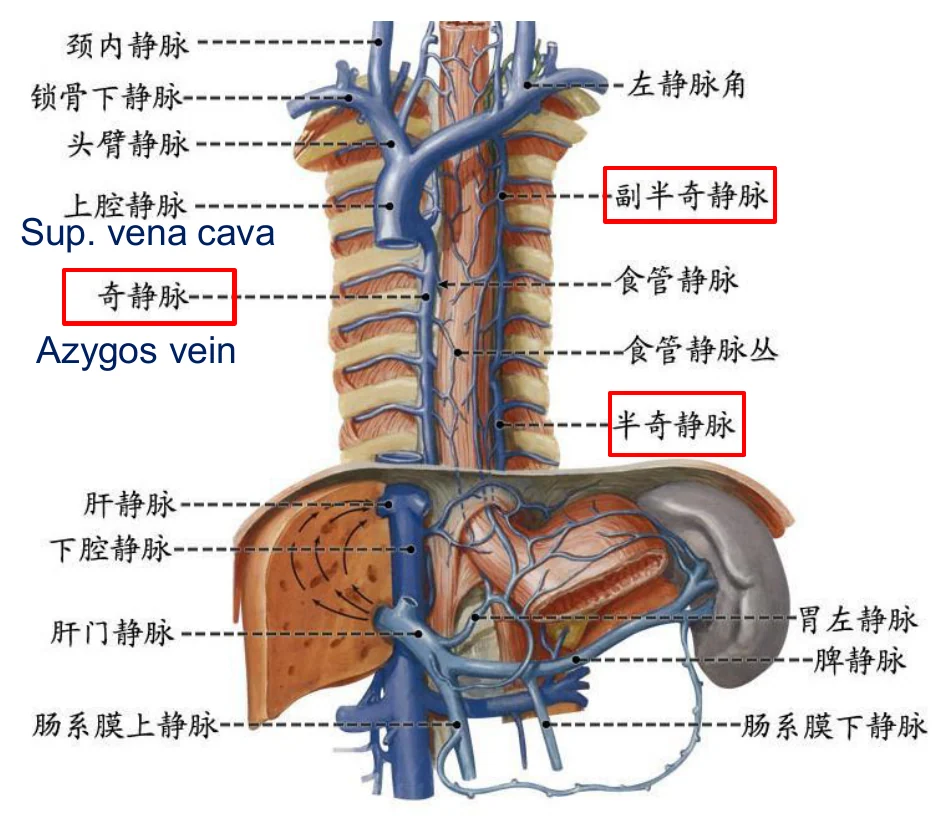 颈内静脉
锁骨下静脉
头臂静脉
上腔静脉
Sup. vena cava
奇静脉
Azygos vein
肝静脉
下腔静脉
肝门静脉
肠系膜上静脉
左静脉角
副半奇静脉
食管静脉
食管静脉丛
半奇静脉
胃左静脉
脾静脉
肠系膜下静脉